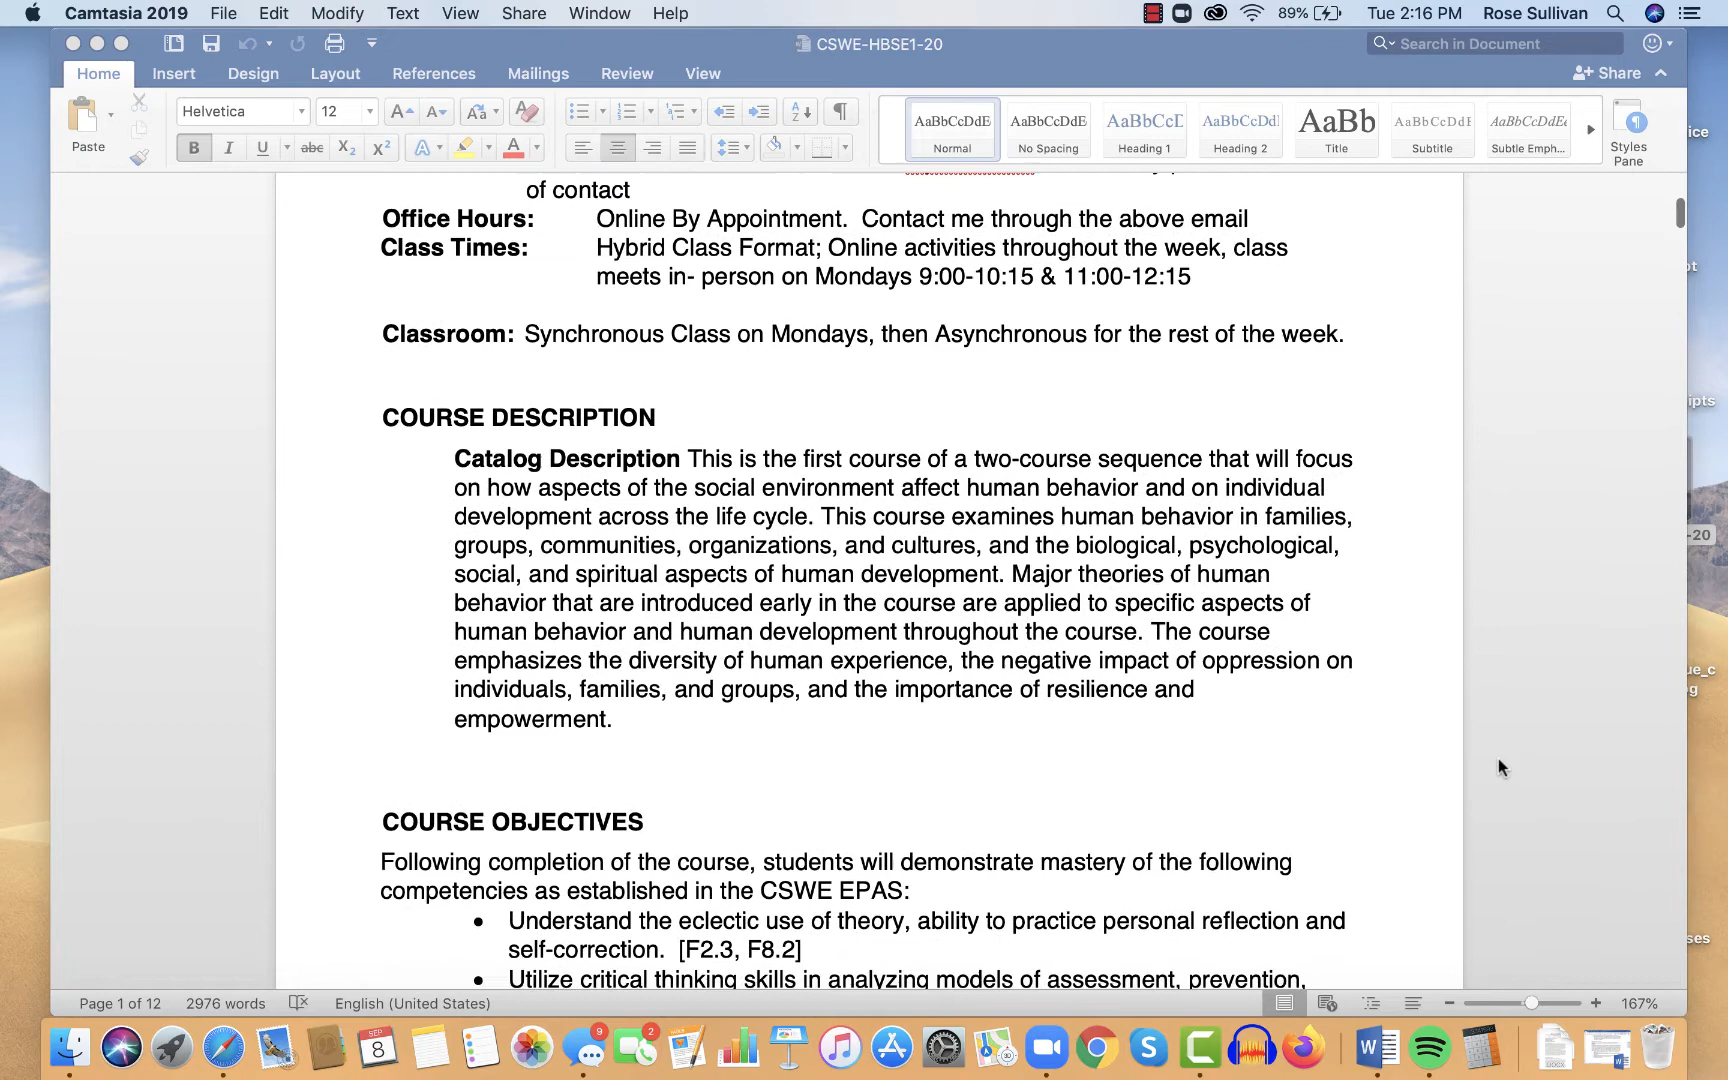 Camtasia 2019 File Edit Modify Text View Share Window Help 89% Tue 2:16 PM Rose Sullivan
CSWE-HBSE1-20
Search in Document
Home Insert Design Layout References Mailings Review View Share
Paste
Helvetica 12
AaBbCcDdE AaBbCcDdE AaBbCcD AaBbCcDdI AaBb AaBbCcDdE AaBbCcDdEe
Normal No Spacing Heading 1 Heading 2 Title Subtitle Subtle Emph...
Styles
Pane
of contact
Office Hours: Online By Appointment. Contact me through the above email
Class Times: Hybrid Class Format; Online activities throughout the week, class
meets in- person on Mondays 9:00-10:15 & 11:00-12:15
Classroom: Synchronous Class on Mondays, then Asynchronous for the rest of the week.
COURSE DESCRIPTION
Catalog Description This is the first course of a two-course sequence that will focus
on how aspects of the social environment affect human behavior and on individual
development across the life cycle. This course examines human behavior in families,
groups, communities, organizations, and cultures, and the biological, psychological,
social, and spiritual aspects of human development. Major theories of human
behavior that are introduced early in the course are applied to specific aspects of
human behavior and human development throughout the course. The course
emphasizes the diversity of human experience, the negative impact of oppression on
individuals, families, and groups, and the importance of resilience and
empowerment.
COURSE OBJECTIVES
Following completion of the course, students will demonstrate mastery of the following
competencies as established in the CSWE EPAS:
• Understand the eclectic use of theory, ability to practice personal reflection and
self-correction. [F2.3, F8.2]
• Utilize critical thinking skills in analyzing models of assessment, prevention,
Page 1 of 12 2976 words English (United States) 167%
ice
ot
ipts
-20
ue_c
g
ses
SEP
8
9
2